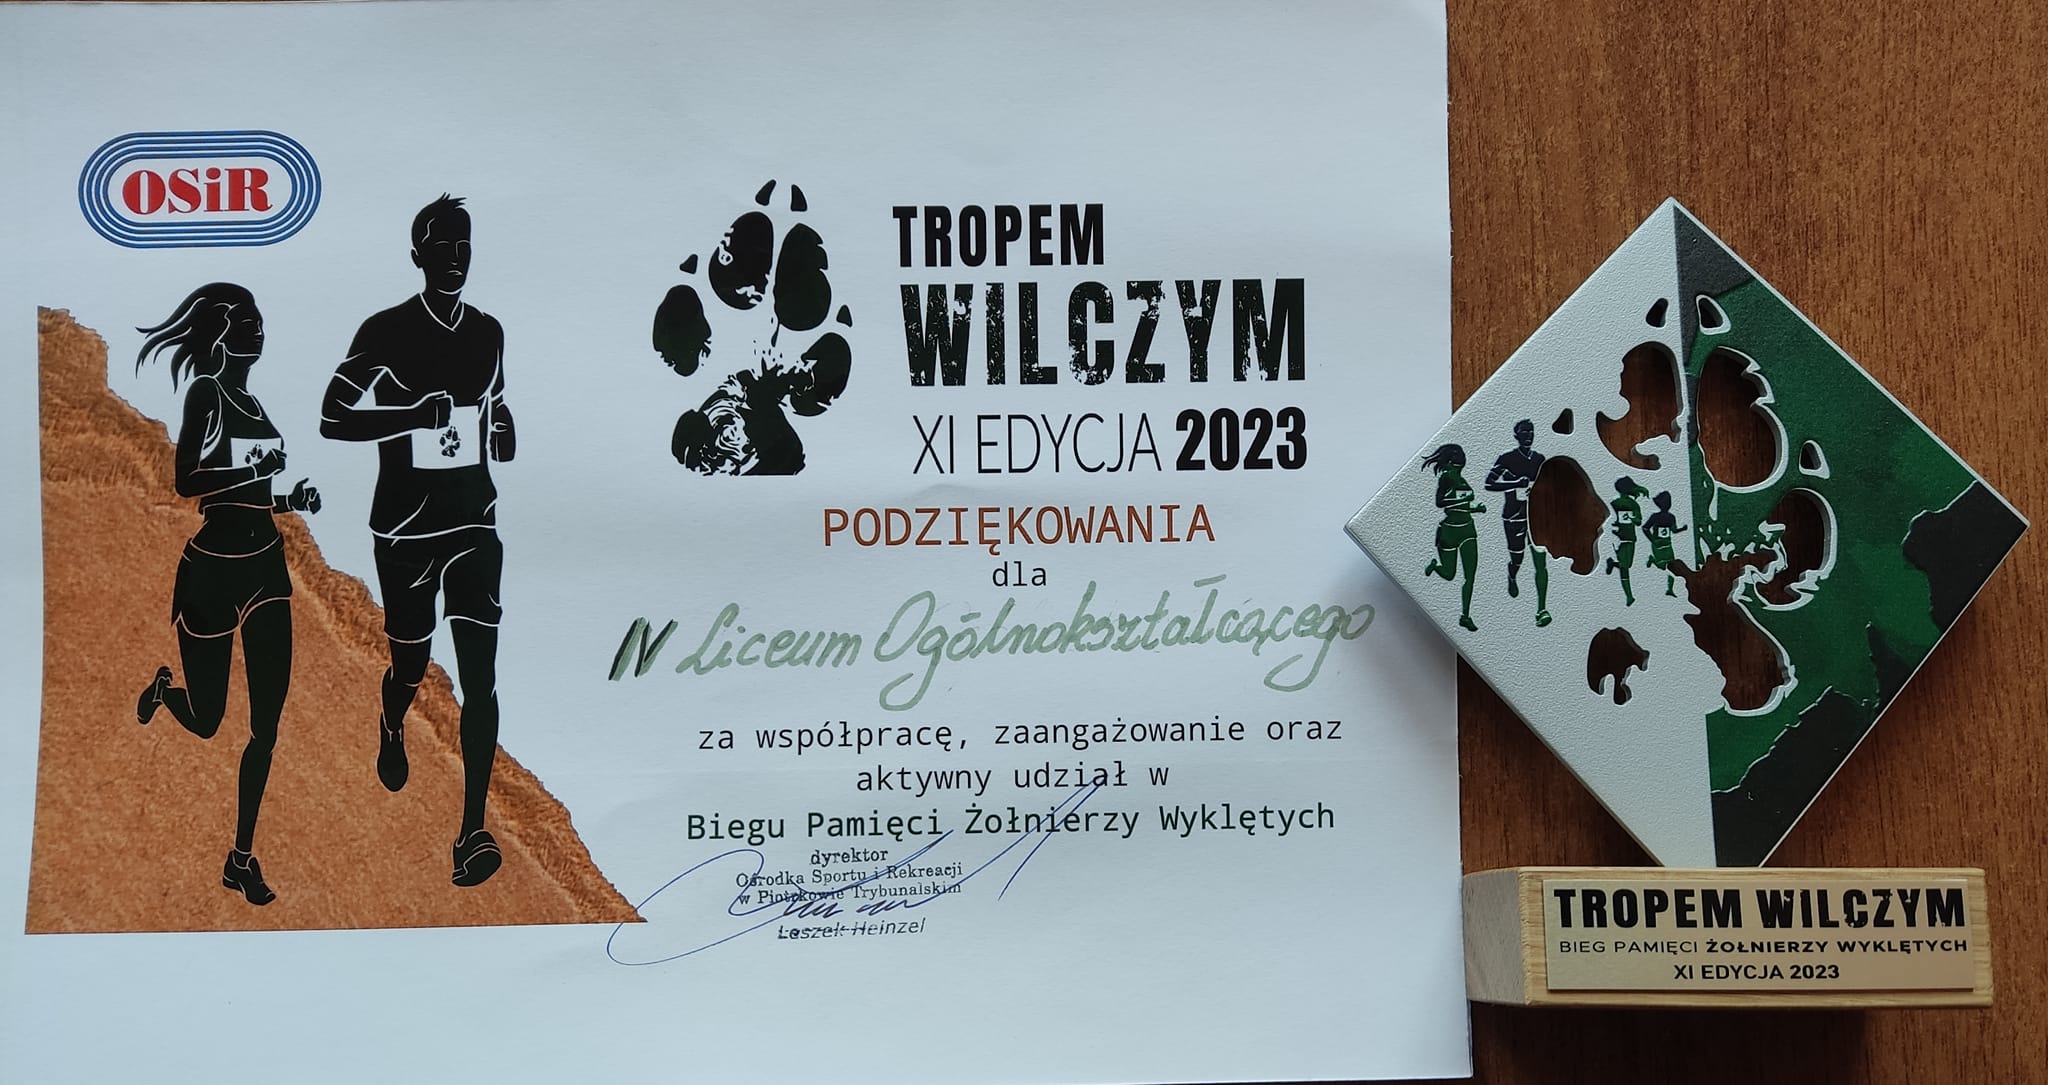 OSiR
TROPEM
WILCZYM
XI EDYCJA 2023
PODZIĘKOWANIA
dla
IV Liceum Ogólnokształcącego
za współpracę, zaangażowanie oraz
aktywny udział w
Biegu Pamięci Żołnierzy Wyklętych
dyrektor
Ośrodka Sportu i Rekreacji
w Piotrkowie Trybunalskim
Leszek Heinzel
TROPEM WILCZYM
BIEG PAMIĘCI ŻOŁNIERZY WYKLĘTYCH
XI EDYCJA 2023